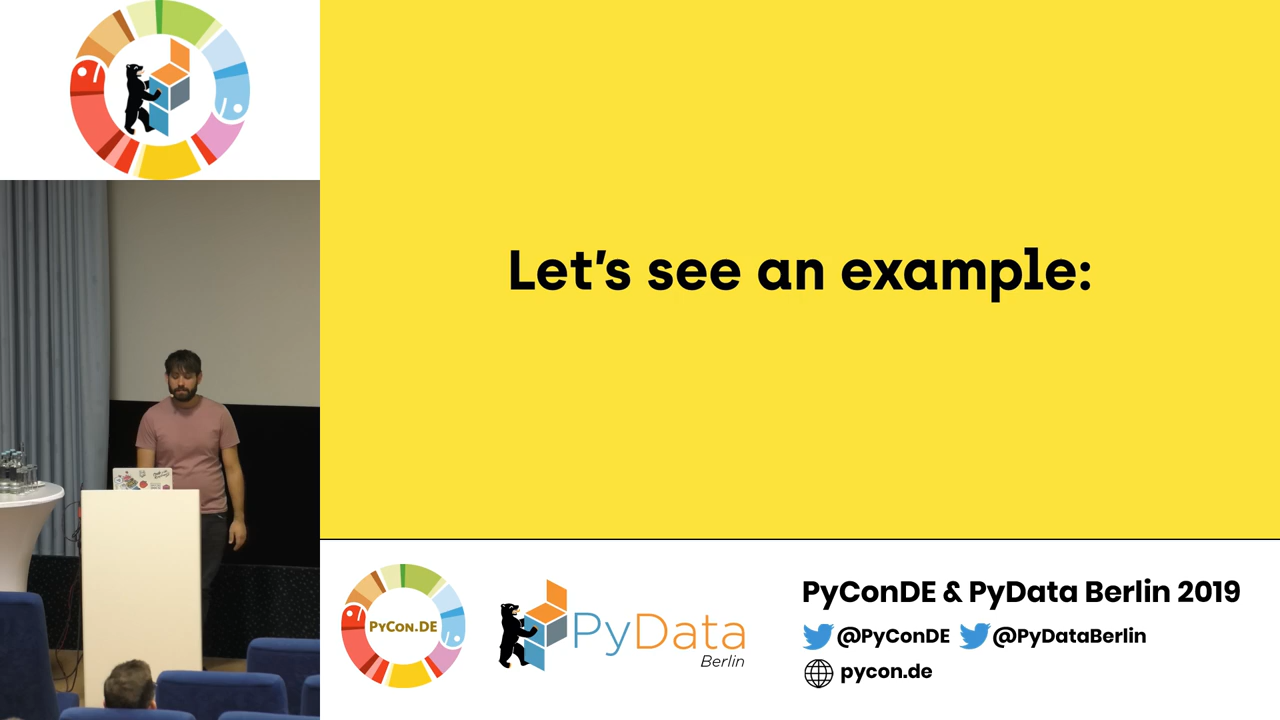 Let's see an example:
PYCON.DE
PyData
Berlin
PyConDE & PyData Berlin 2019
@PyConDE @PyDataBerlin
pycon.de